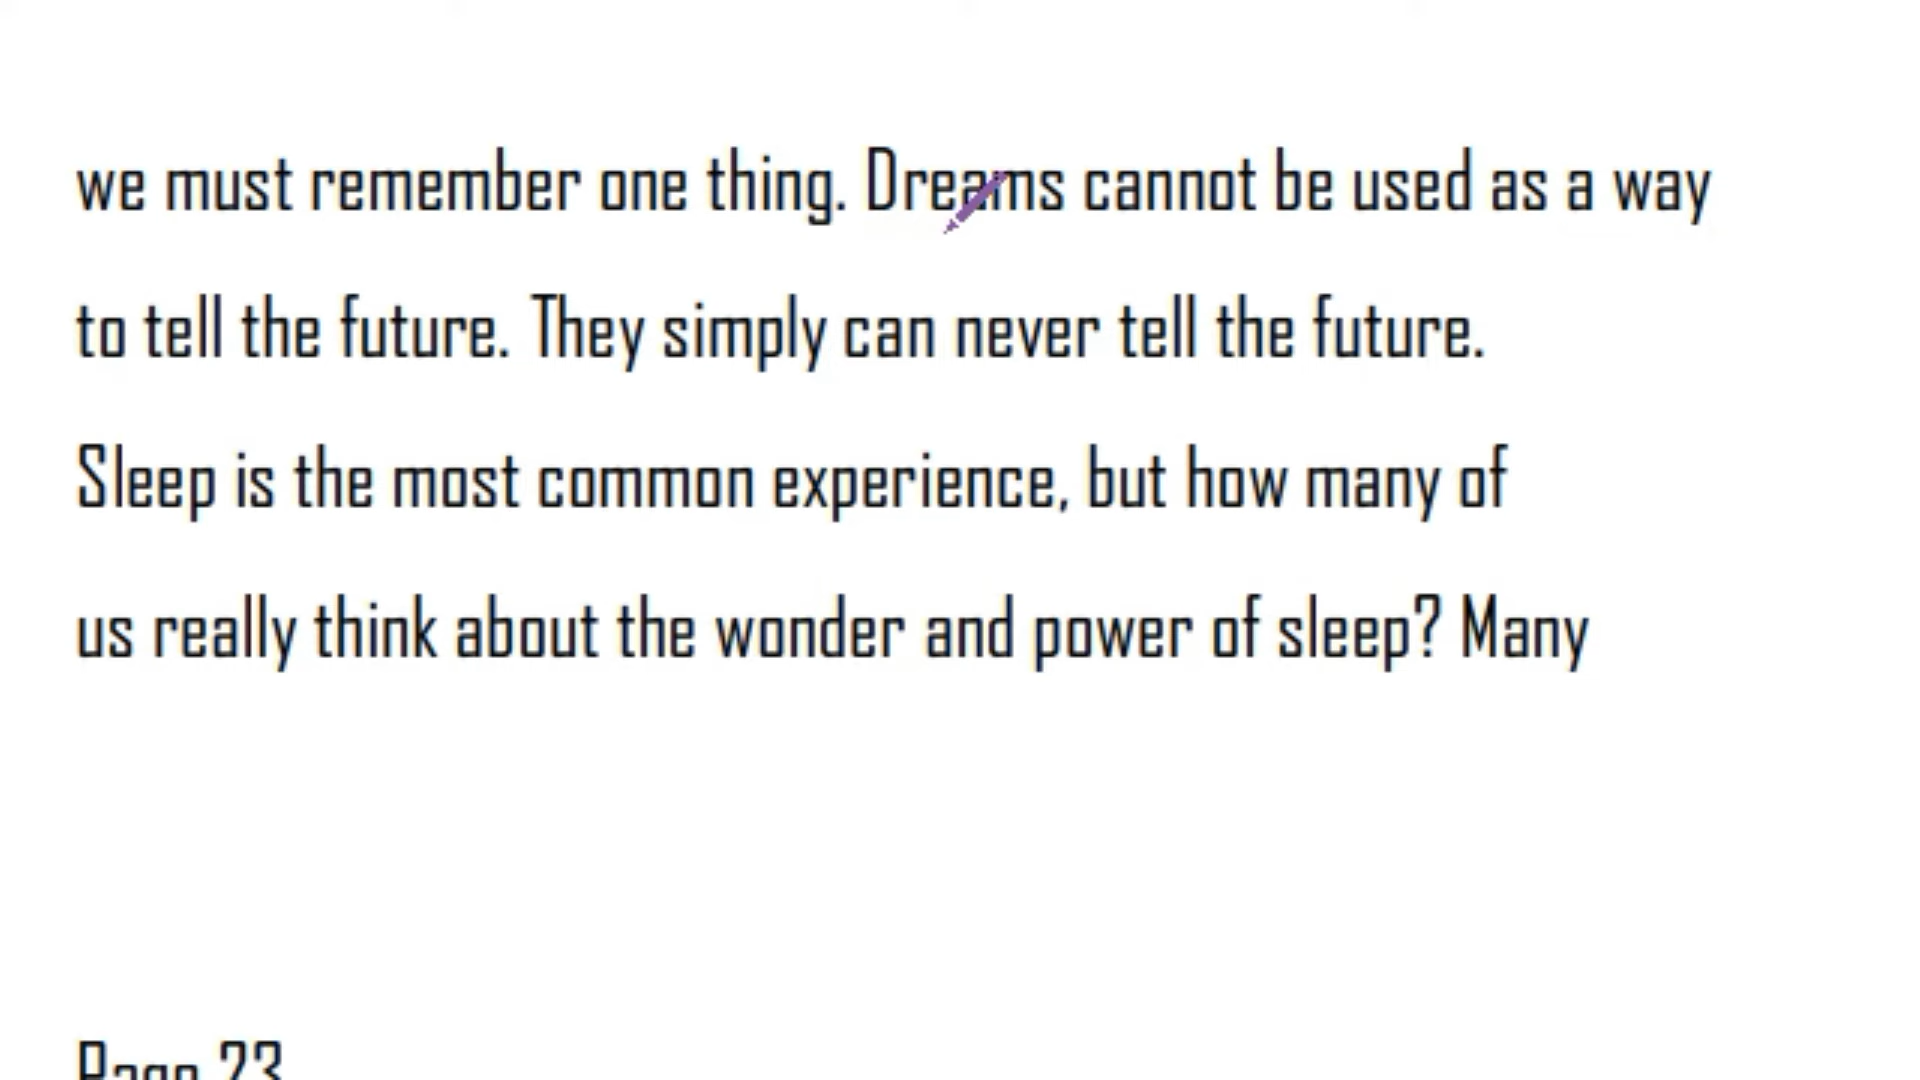 we must remember one thing. Dreams cannot be used as a way
to tell the future. They simply can never tell the future.
Sleep is the most common experience, but how many of
us really think about the wonder and power of sleep? Many
Page 23